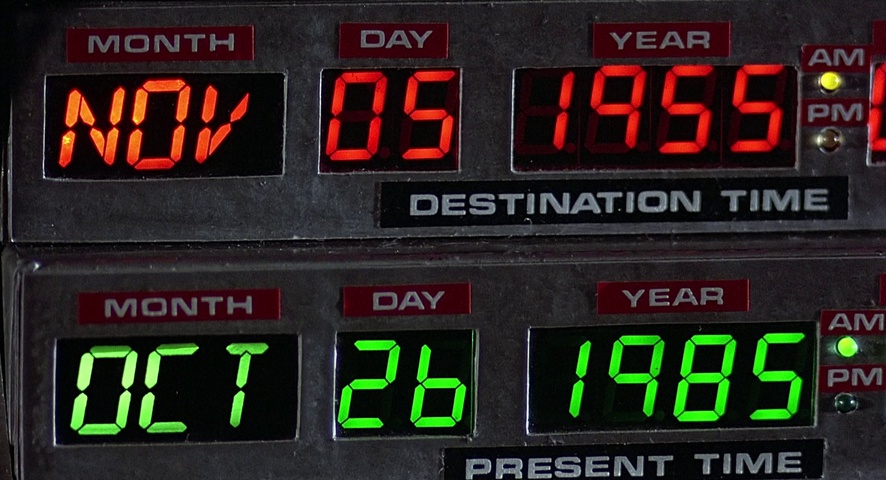 MONTH DAY YEAR
AM
NOV 05 1955
PM
DESTINATION TIME
MONTH DAY YEAR
AM
OCT 26 1985
PM
PRESENT TIME